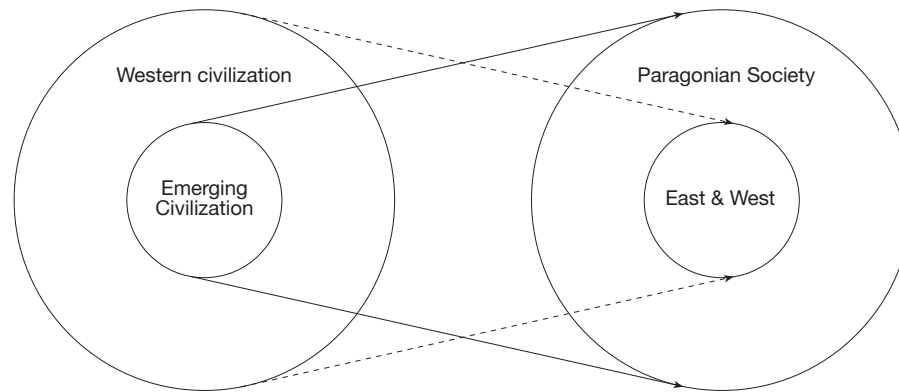 Western civilization
Paragonian Society
Emerging
Civilization
East & West